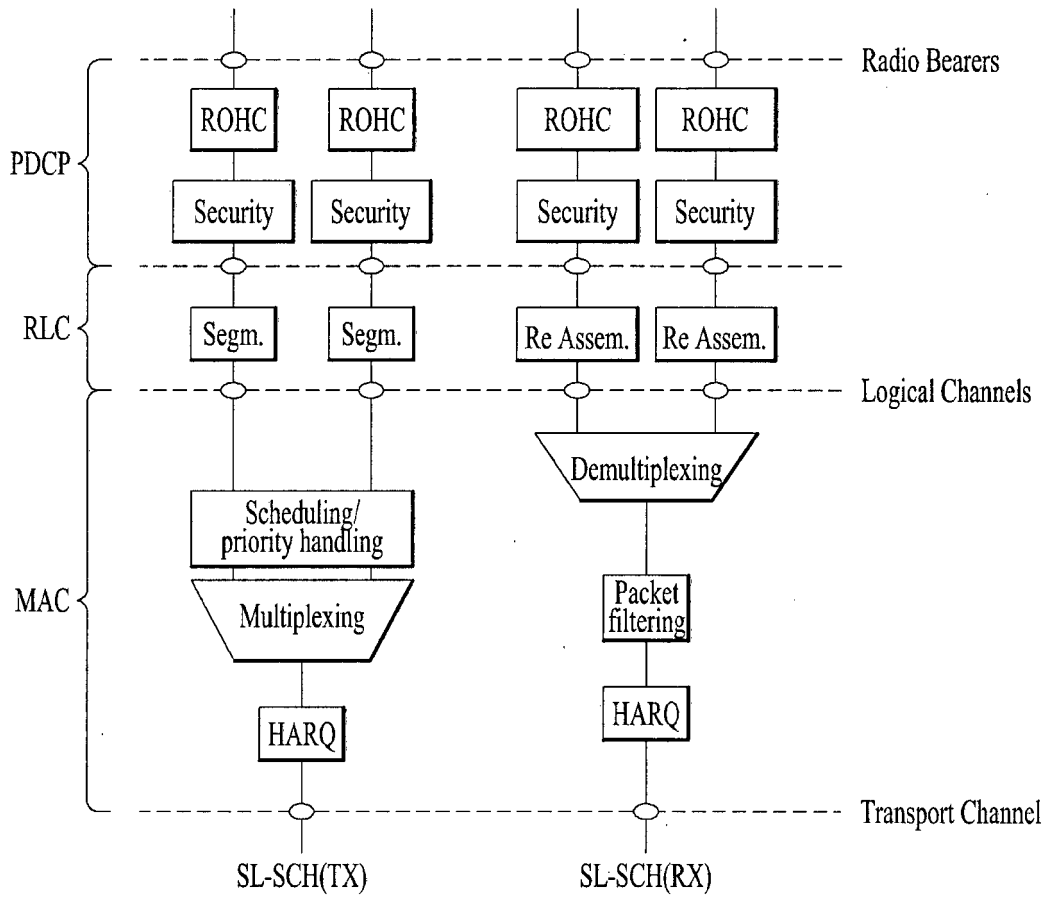 Radio Bearers
ROHC ROHC ROHC ROHC
PDCP
Security Security Security Security
RLC
Segm. Segm. Re Assem. Re Assem.
Logical Channels
Demultiplexing
Scheduling/
priority handling
MAC
Multiplexing
Packet
filtering
HARQ
HARQ
Transport Channel
SL-SCH(TX) SL-SCH(RX)